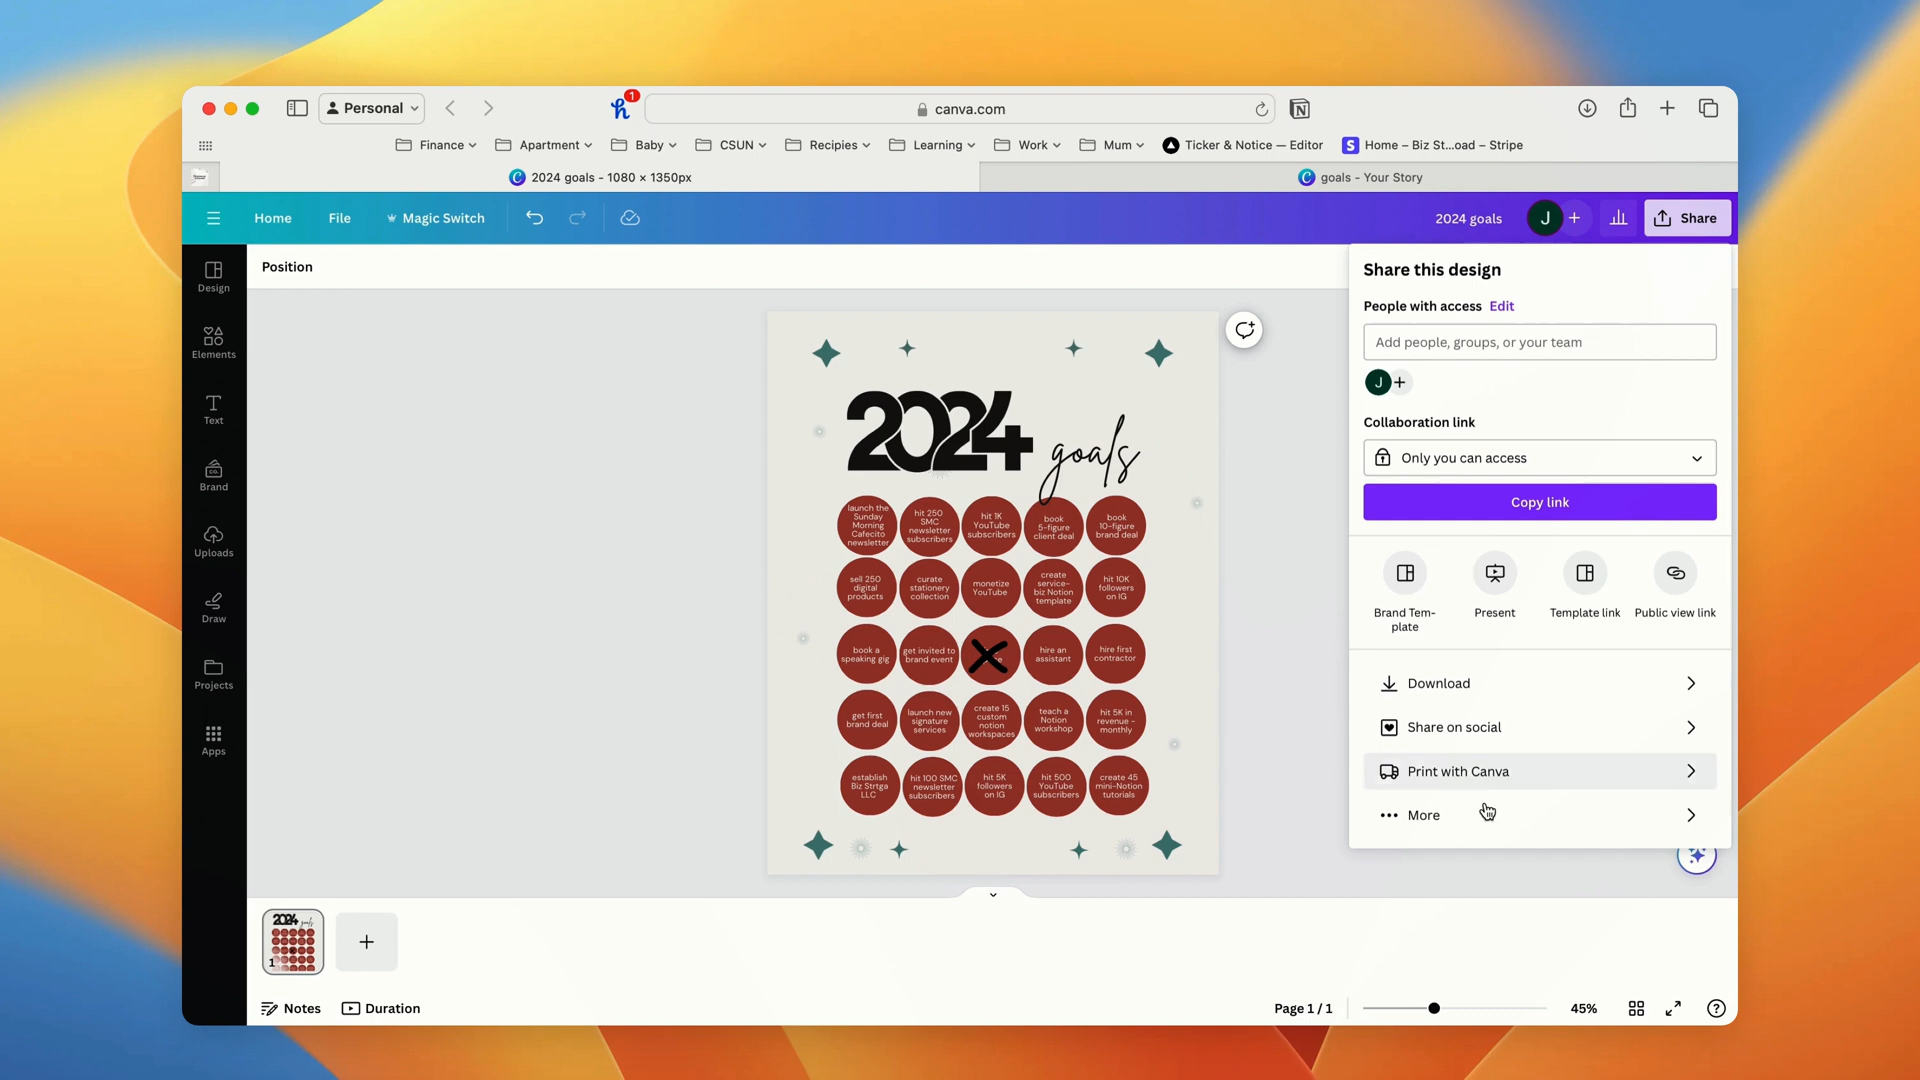 Personal
1
canva.com
Finance
Apartment
Baby
CSUN
Recipies
Learning
Work
Mum
Ticker & Notice — Editor
Home – Biz St...oad – Stripe
2024 goals - 1080 × 1350px
goals - Your Story
Home
File
Magic Switch
2024 goals
J
Share
Position
Design
Elements
Text
Brand
Uploads
Draw
Projects
Apps
2024
goals
launch the
Sunday
Morning
Cafecito
newsletter
hit 250
SMC
newsletter
subscribers
hit 1K
YouTube
subscribers
book
5-figure
client deal
book
10-figure
brand deal
sell 250
digital
products
curate
stationery
collection
monetize
YouTube
create
service-
biz Notion
template
hit 10K
followers
on IG
book a
speaking gig
get invited to
brand event
hire an
assistant
hire first
contractor
get first
brand deal
launch new
signature
services
create 15
custom
notion
workspaces
teach a
Notion
workshop
hit 5K in
revenue -
monthly
establish
Biz Strtga
LLC
hit 100 SMC
newsletter
subscribers
hit 5K
followers
on IG
hit 500
YouTube
subscribers
create 45
mini-Notion
tutorials
Share this design
People with access Edit
Add people, groups, or your team
J
Collaboration link
Only you can access
Copy link
Brand Tem-
plate
Present
Template link
Public view link
Download
Share on social
Print with Canva
More
2024 goals
1
Notes
Duration
Page 1 / 1
45%